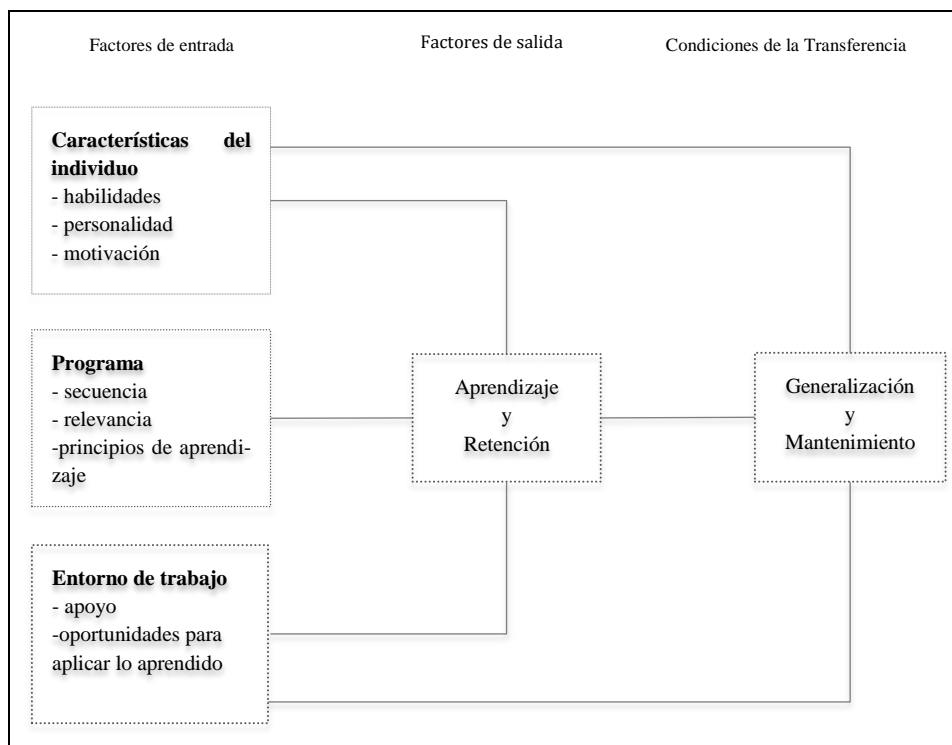 Factores de entrada
Factores de salida
Condiciones de la Transferencia
Características del
individuo
- habilidades
- personalidad
- motivación
Programa
- secuencia
- relevancia
-principios de aprendi-
zaje
Entorno de trabajo
- apoyo
-oportunidades para
aplicar lo aprendido
Aprendizaje
y
Retención
Generalización
y
Mantenimiento